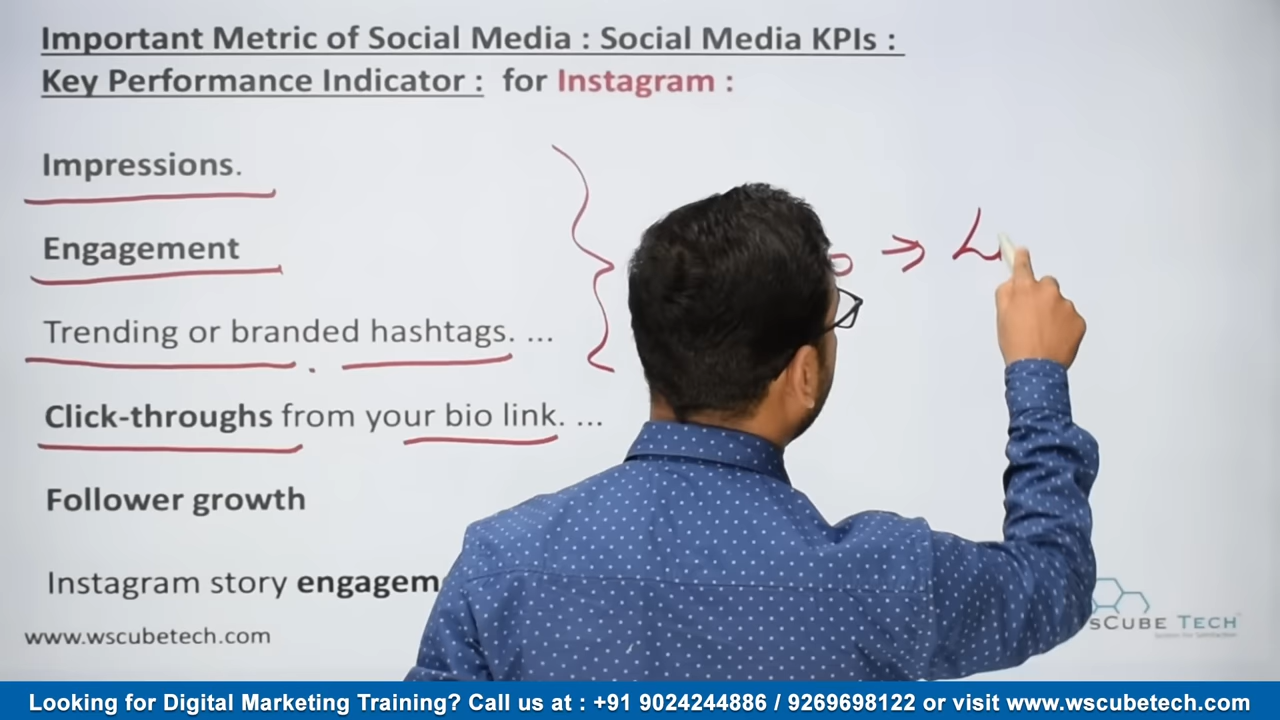 Important Metric of Social Media : Social Media KPIs :
Key Performance Indicator : for Instagram :
Impressions.
Engagement
Trending or branded hashtags. ...
Click-throughs from your bio link. ...
Follower growth
Instagram story engagem
www.wscubetech.com
sCube Tech
Looking for Digital Marketing Training? Call us at : +91 9024244886 / 9269698122 or visit www.wscubetech.com